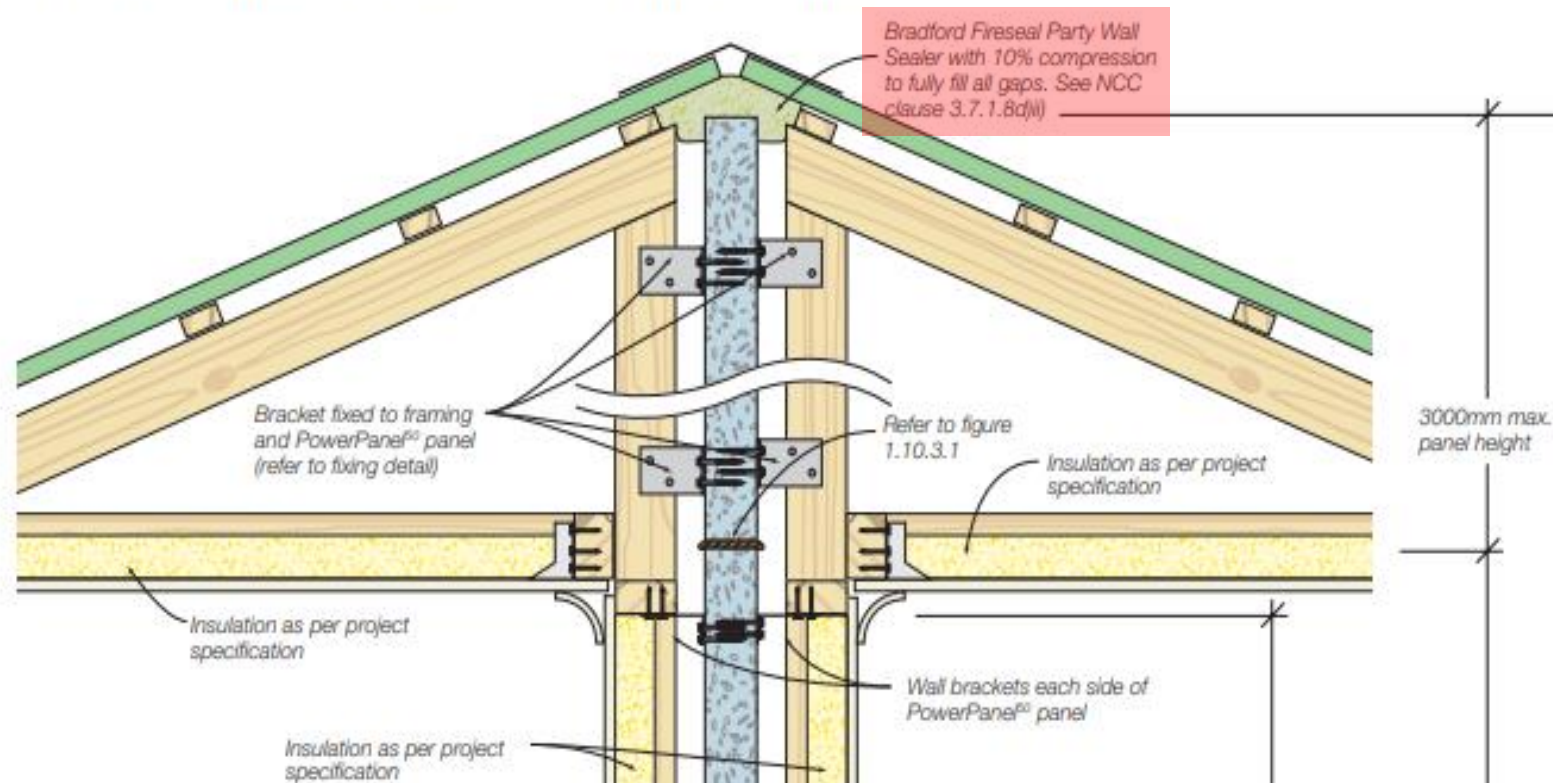 Bradford Fireseal Party Wall
Sealer with 10% compression
to fully fill all gaps. See NCC
clause 3.7.1.8d)ii)
Bracket fixed to framing
and PowerPanel⁵⁰ panel
(refer to fixing detail)
Refer to figure
1.10.3.1
3000mm max.
panel height
Insulation as per project
specification
Insulation as per project
specification
Wall brackets each side of
PowerPanel⁵⁰ panel
Insulation as per project
specification